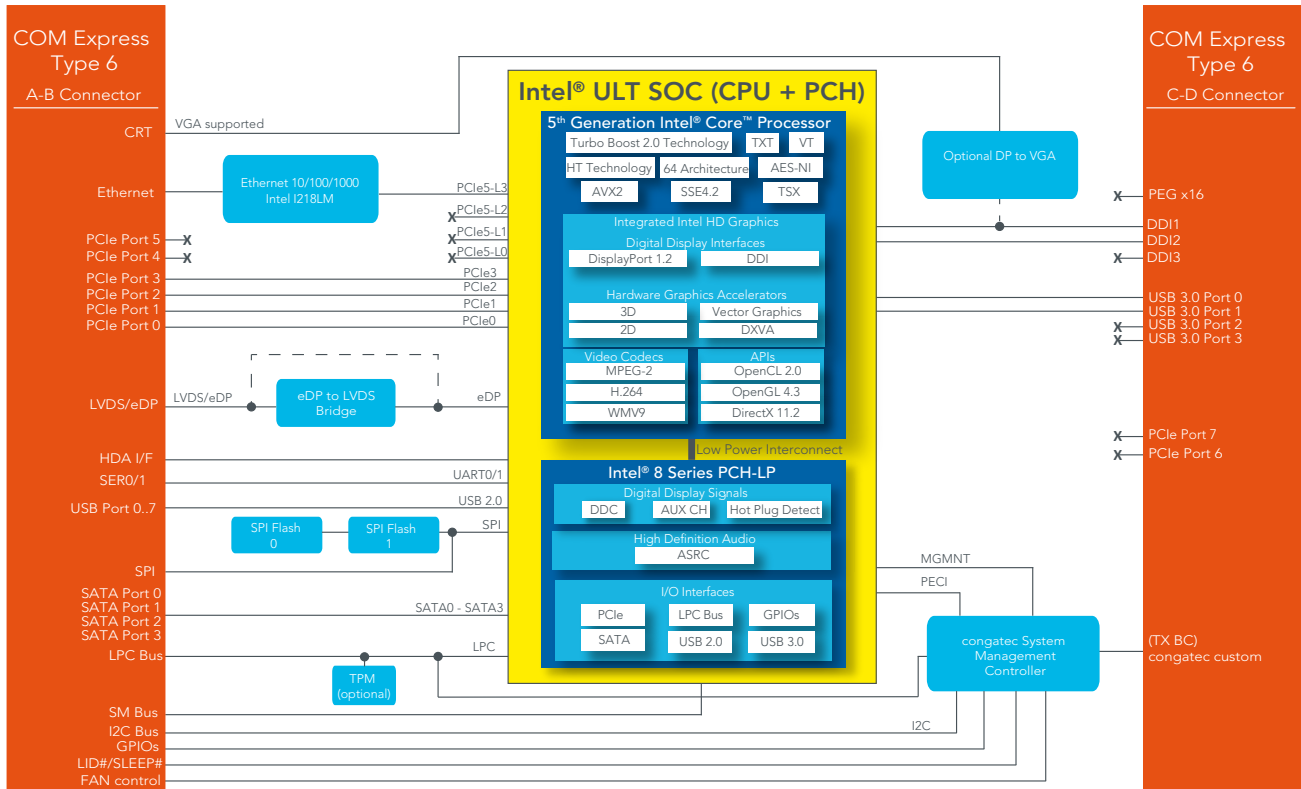 COM Express
Type 6
A-B Connector
CRT
Ethernet
PCIe Port 5
PCIe Port 4
PCIe Port 3
PCIe Port 2
PCIe Port 1
PCIe Port 0
LVDS/eDP
HDA I/F
SER0/1
USB Port 0..7
SPI
SATA Port 0
SATA Port 1
SATA Port 2
SATA Port 3
LPC Bus
SM Bus
I2C Bus
GPIOs
LID#/SLEEP#
FAN control
VGA supported
Ethernet 10/100/1000
Intel I218LM
X
X
LVDS/eDP
eDP to LVDS
Bridge
SPI Flash
0
SPI Flash
1
TPM
(optional)
PCIe5-L3
X PCIe5-L2
X PCIe5-L1
X PCIe5-L0
PCIe3
PCIe2
PCIe1
PCIe0
eDP
UART0/1
USB 2.0
SPI
SATA0 - SATA3
LPC
Intel® ULT SOC (CPU + PCH)
5th Generation Intel® Core™ Processor
Turbo Boost 2.0 Technology
TXT
VT
HT Technology
64 Architecture
AES-NI
AVX2
SSE4.2
TSX
Integrated Intel HD Graphics
Digital Display Interfaces
DisplayPort 1.2
DDI
Hardware Graphics Accelerators
3D
Vector Graphics
2D
DXVA
Video Codecs
MPEG-2
H.264
WMV9
APIs
OpenCL 2.0
OpenGL 4.3
DirectX 11.2
Low Power Interconnect
Intel® 8 Series PCH-LP
Digital Display Signals
DDC
AUX CH
Hot Plug Detect
High Definition Audio
ASRC
I/O Interfaces
PCIe
LPC Bus
GPIOs
SATA
USB 2.0
USB 3.0
Optional DP to VGA
MGMNT
PECI
congatec System
Management
Controller
I2C
COM Express
Type 6
C-D Connector
X PEG x16
DDI1
DDI2
X DDI3
USB 3.0 Port 0
USB 3.0 Port 1
X USB 3.0 Port 2
X USB 3.0 Port 3
X PCIe Port 7
X PCIe Port 6
(TX BC)
congatec custom